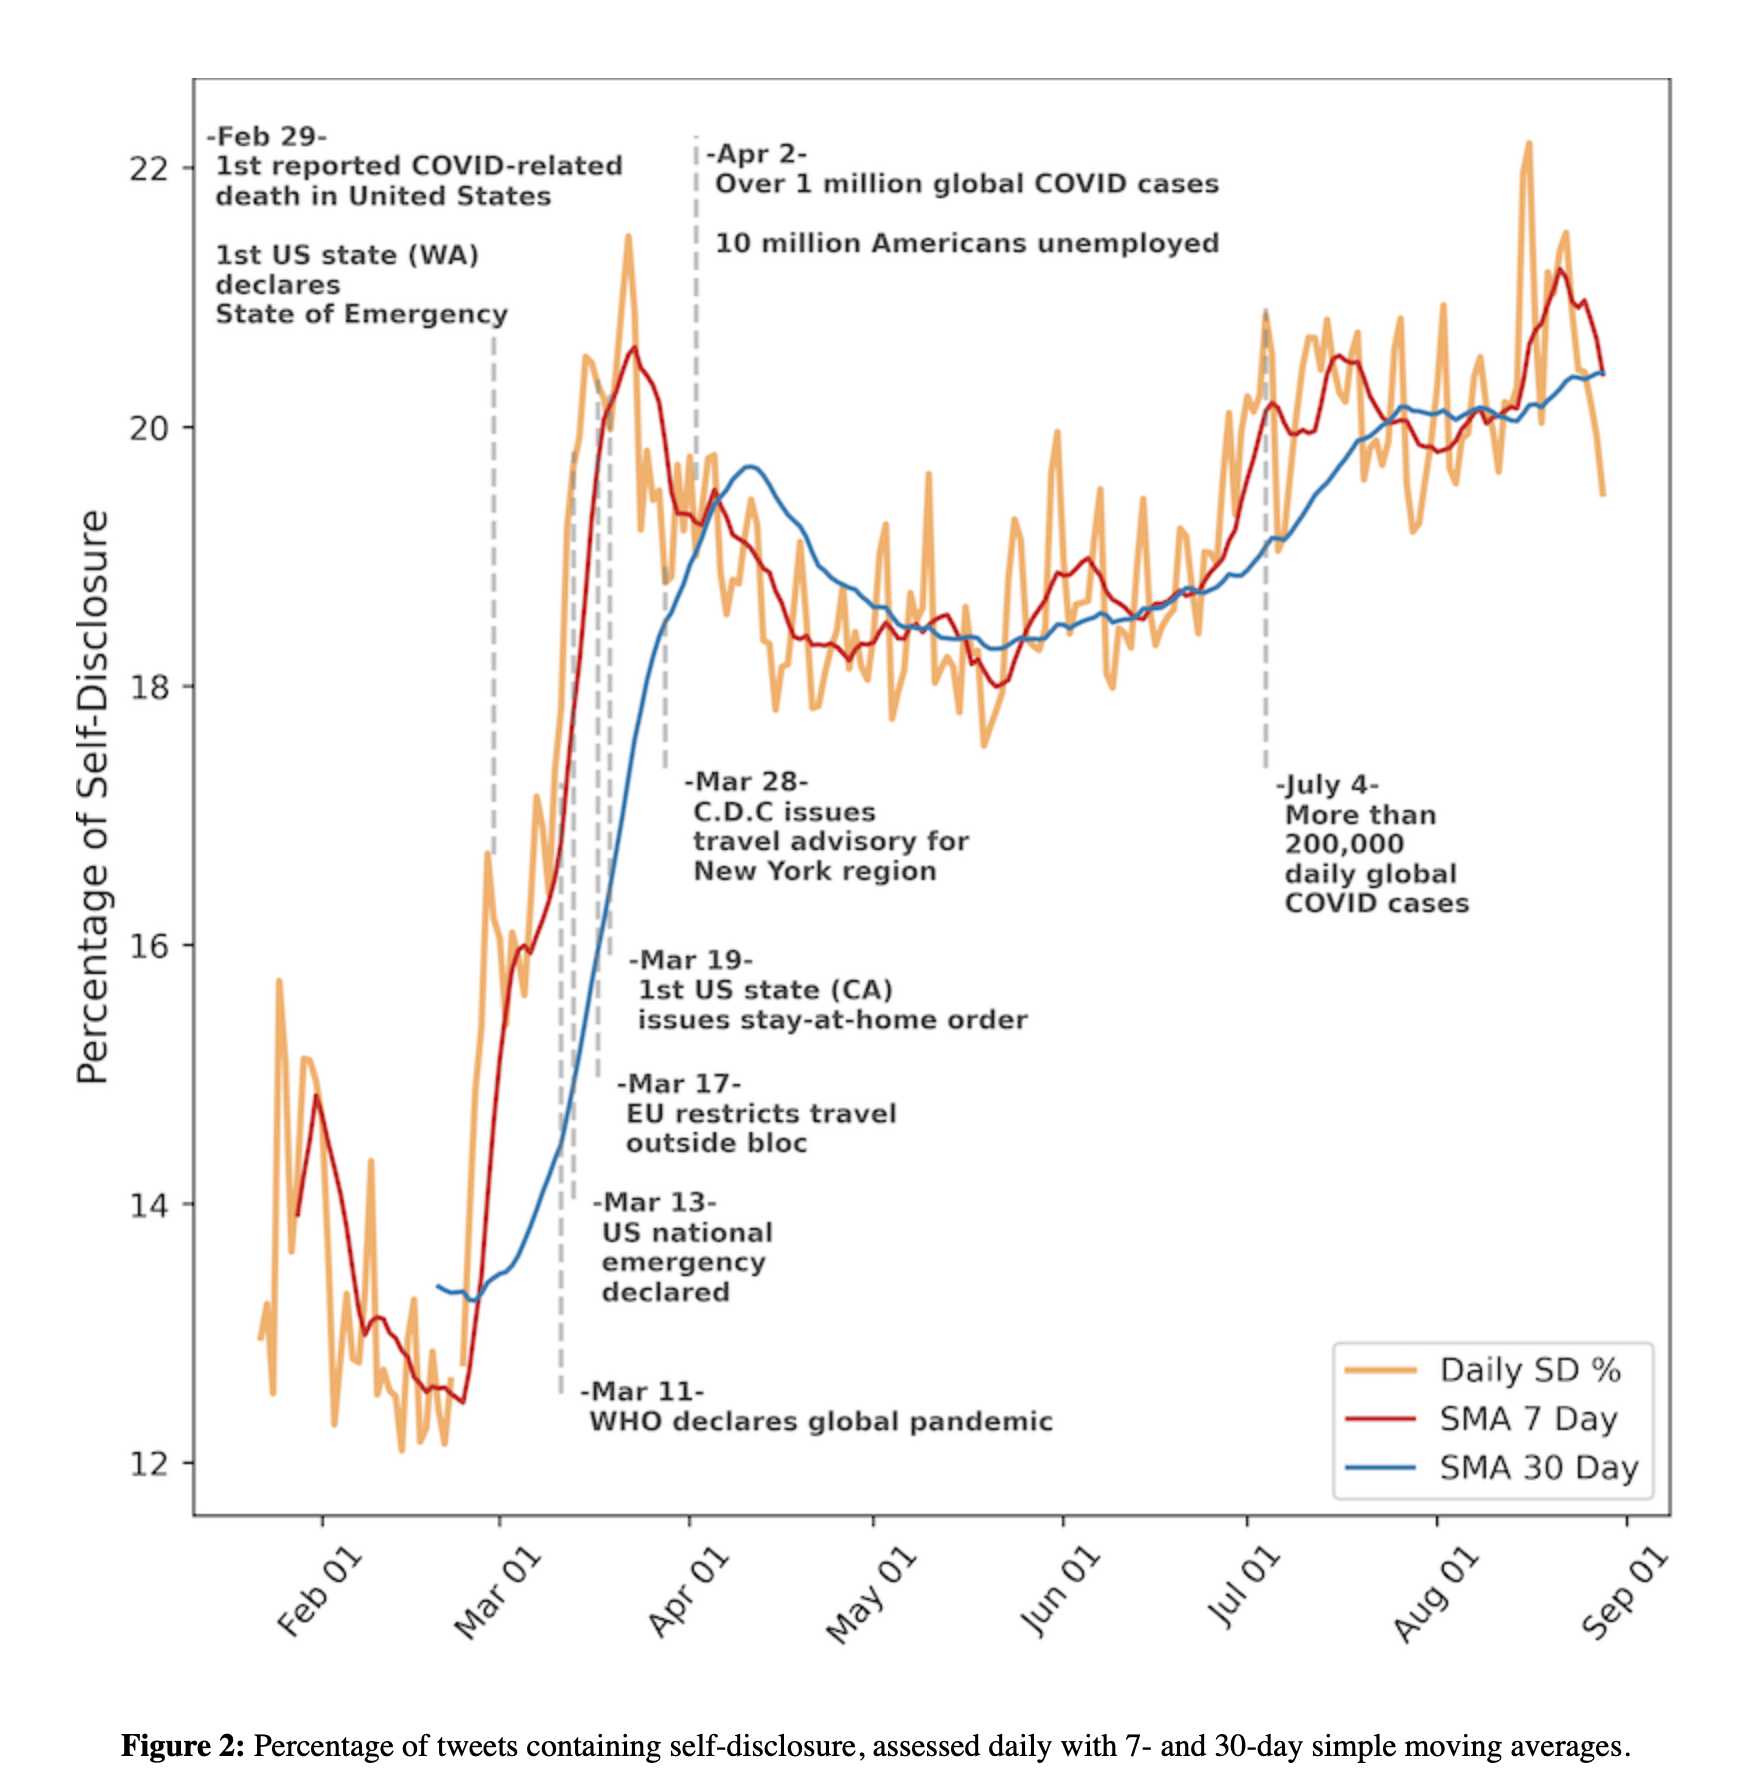 -Feb 29-
1st reported COVID-related
death in United States
1st US state (WA)
declares
State of Emergency
-Apr 2-
Over 1 million global COVID cases
10 million Americans unemployed
-Mar 28-
C.D.C issues
travel advisory for
New York region
-July 4-
More than
200,000
daily global
COVID cases
-Mar 19-
1st US state (CA)
issues stay-at-home order
-Mar 17-
EU restricts travel
outside bloc
-Mar 13-
US national
emergency
declared
-Mar 11-
WHO declares global pandemic
Daily SD %
SMA 7 Day
SMA 30 Day
Percentage of Self-Disclosure
22
20
18
16
14
12
Feb 01
Mar 01
Apr 01
May 01
Jun 01
Jul 01
Aug 01
Sep 01
Figure 2: Percentage of tweets containing self-disclosure, assessed daily with 7- and 30-day simple moving averages.